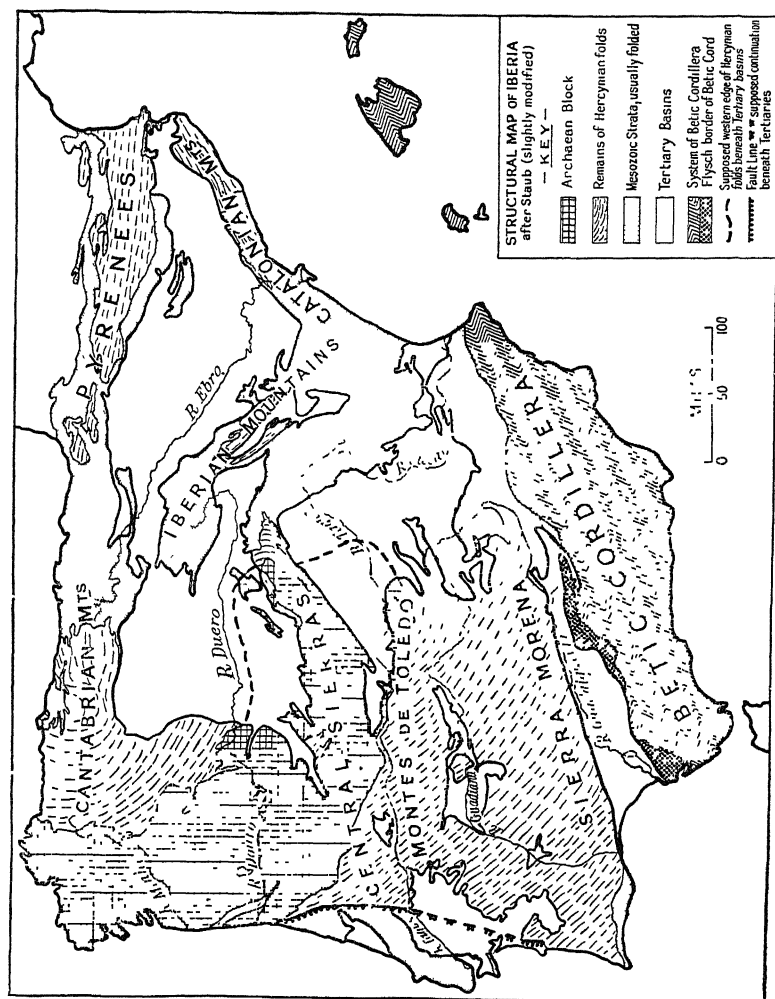 STRUCTURAL MAP OF IBERIA
after Staub (slightly modified)
— KEY —
Archaean Block
Remains of Hercynian folds
Mesozoic Strata, usually folded
Tertiary Basins
System of Betic Cordillera
Flysch border of Betic Cord
Supposed western edge of Hercynian
folds beneath Tertiary basins
Fault Line supposed continuation
beneath Tertiaries
CANTABRIAN MTS
PYRENEES
R. Ebro
IBERIAN MOUNTAINS
CATALONIAN MTS
R. Duero
CENTRAL SIERRAS
MONTES DE TOLEDO
Guadiana
SIERRA MORENA
BETIC CORDILLERA
0 50 100